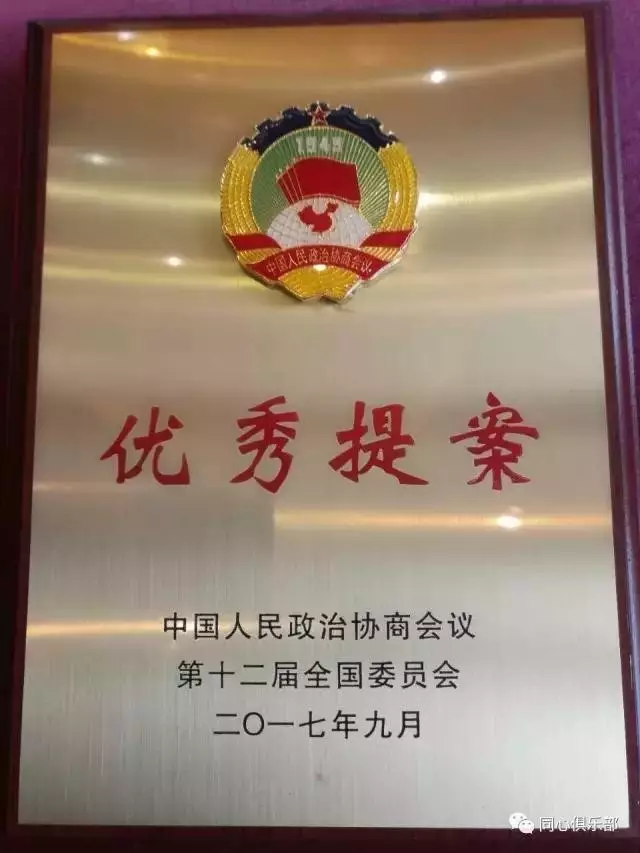 1949
中国人民政治协商会议
优秀提案
中国人民政治协商会议
第十二届全国委员会
二〇一七年九月
同心俱乐部